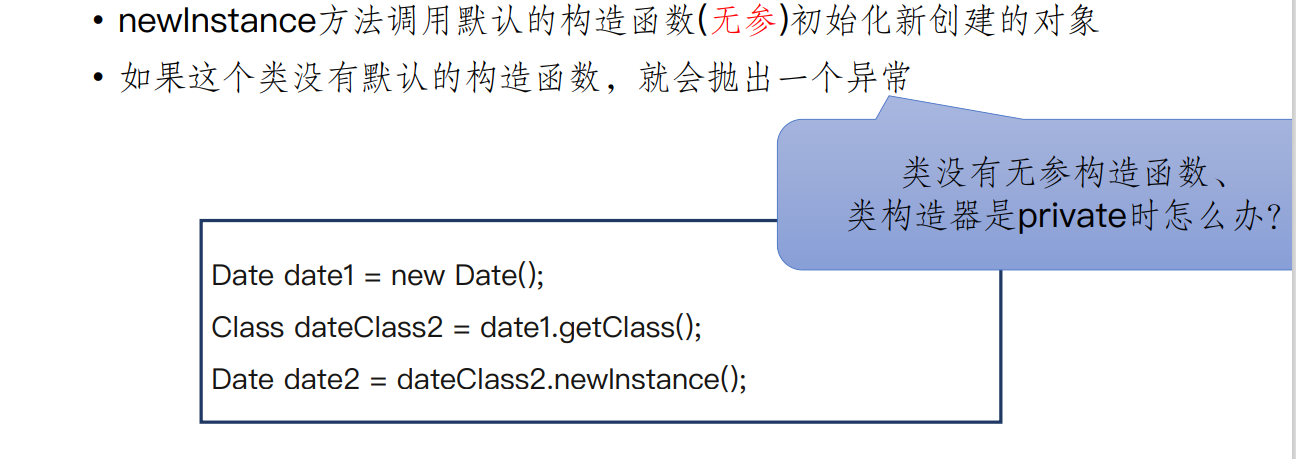 • newInstance方法调用默认的构造函数(无参)初始化新创建的对象
• 如果这个类没有默认的构造函数，就会抛出一个异常
类没有无参构造函数、
类构造器是private时怎么办？
Date date1 = new Date();
Class dateClass2 = date1.getClass();
Date date2 = dateClass2.newInstance();